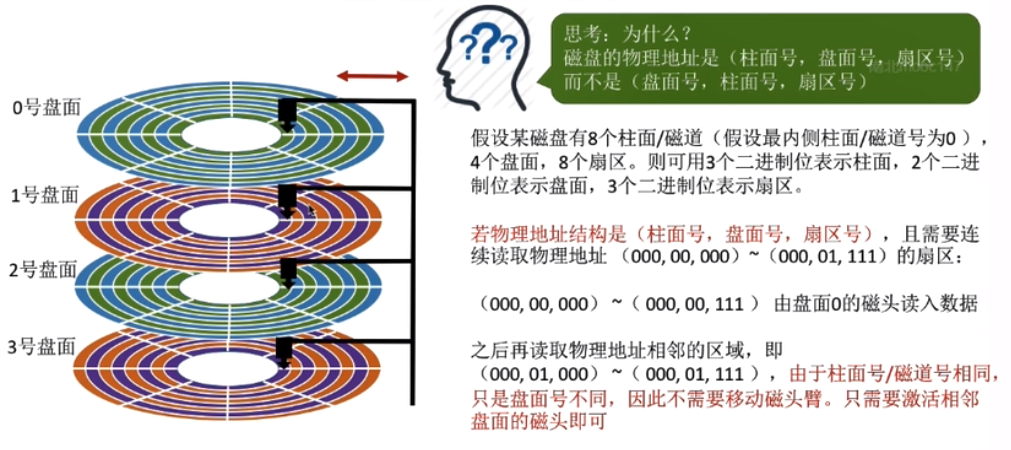 0号盘面
1号盘面
2号盘面
3号盘面
???
思考：为什么？
磁盘的物理地址是（柱面号，盘面号，扇区号）
而不是（盘面号，柱面号，扇区号）
假设某磁盘有8个柱面/磁道（假设最内侧柱面/磁道号为0 ），
4个盘面，8个扇区。则可用3个二进制位表示柱面，2个二进
制位表示盘面，3个二进制位表示扇区。
若物理地址结构是（柱面号，盘面号，扇区号），且需要连
续读取物理地址 （000, 00, 000）~（000, 01, 111）的扇区：
（000, 00, 000） ~（ 000, 00, 111 ） 由盘面0的磁头读入数据
之后再读取物理地址相邻的区域，即
（000, 01, 000） ~（ 000, 01, 111 ），由于柱面号/磁道号相同，
只是盘面号不同，因此不需要移动磁头臂。只需要激活相邻
盘面的磁头即可